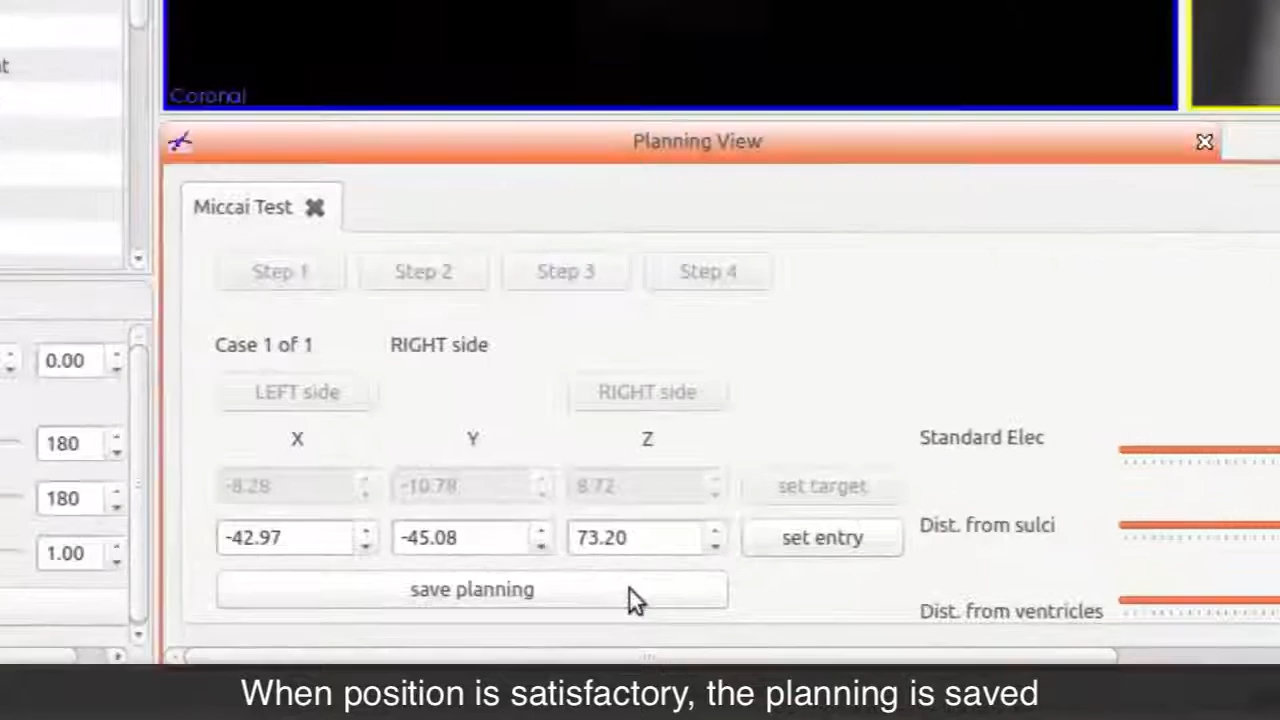 Coronal
Planning View
Miccai Test
Step 1 Step 2 Step 3 Step 4
Case 1 of 1 RIGHT side
0.00
LEFT side RIGHT side
X Y Z
Standard Elec
180
-8.28 -10.78 8.72 set target
180
Dist. from sulci
-42.97 -45.08 73.20 set entry
1.00
save planning
Dist. from ventricles
When position is satisfactory, the planning is saved